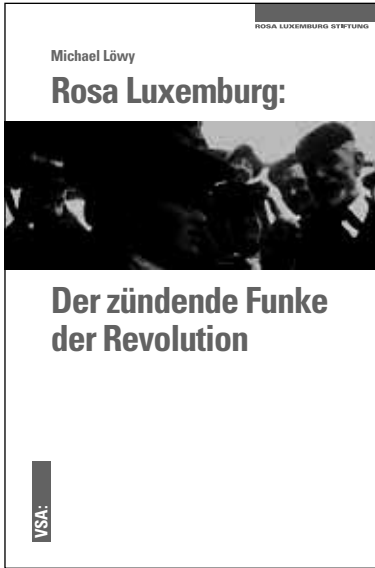 ROSA LUXEMBURG STIFTUNG
Michael Löwy
Rosa Luxemburg:
Der zündende Funke
der Revolution
VSA: